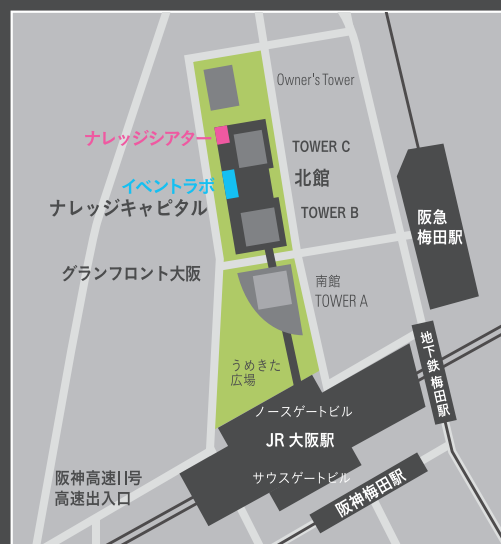 Owner's Tower
ナレッジシアター
TOWER C
北館
イベントラボ
ナレッジキャピタル
TOWER B
阪急
梅田駅
グランフロント大阪
南館
TOWER A
うめきた
広場
地下鉄 梅田駅
ノースゲートビル
JR 大阪駅
サウスゲートビル
阪神高速11号
高速出入口
阪神梅田駅